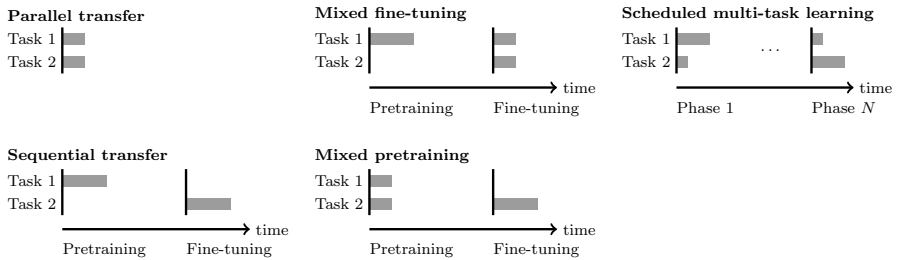 Parallel transfer
Task 1
Task 2
Mixed fine-tuning
Task 1
Task 2
time
Pretraining
Fine-tuning
Scheduled multi-task learning
Task 1
Task 2
...
time
Phase 1
Phase N
Sequential transfer
Task 1
Task 2
time
Pretraining
Fine-tuning
Mixed pretraining
Task 1
Task 2
time
Pretraining
Fine-tuning